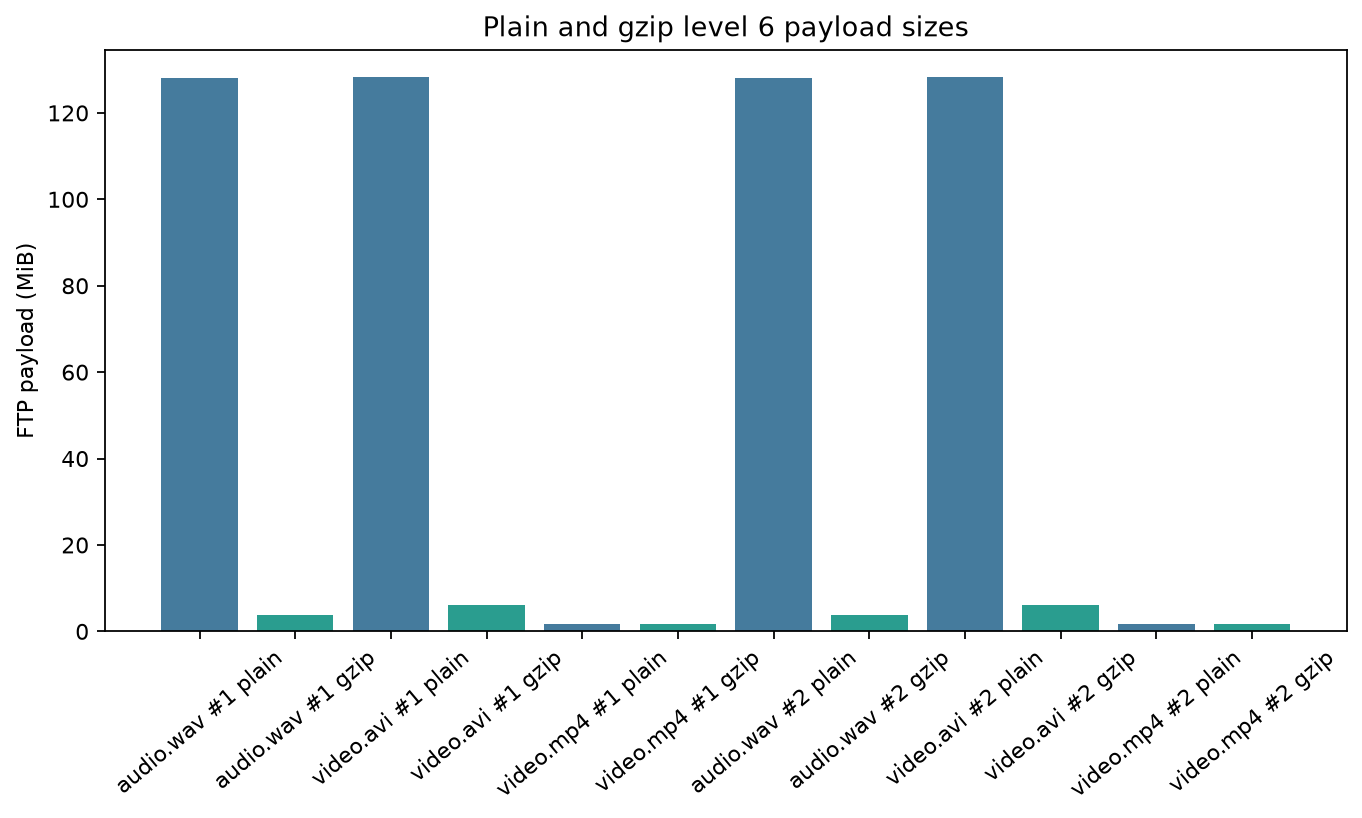 Plain and gzip level 6 payload sizes
FTP payload (MiB)
120
100
80
60
40
20
0
audio.wav #1 plain
audio.wav #1 gzip
video.avi #1 plain
video.avi #1 gzip
video.mp4 #1 plain
video.mp4 #1 gzip
audio.wav #2 plain
audio.wav #2 gzip
video.avi #2 plain
video.avi #2 gzip
video.mp4 #2 plain
video.mp4 #2 gzip